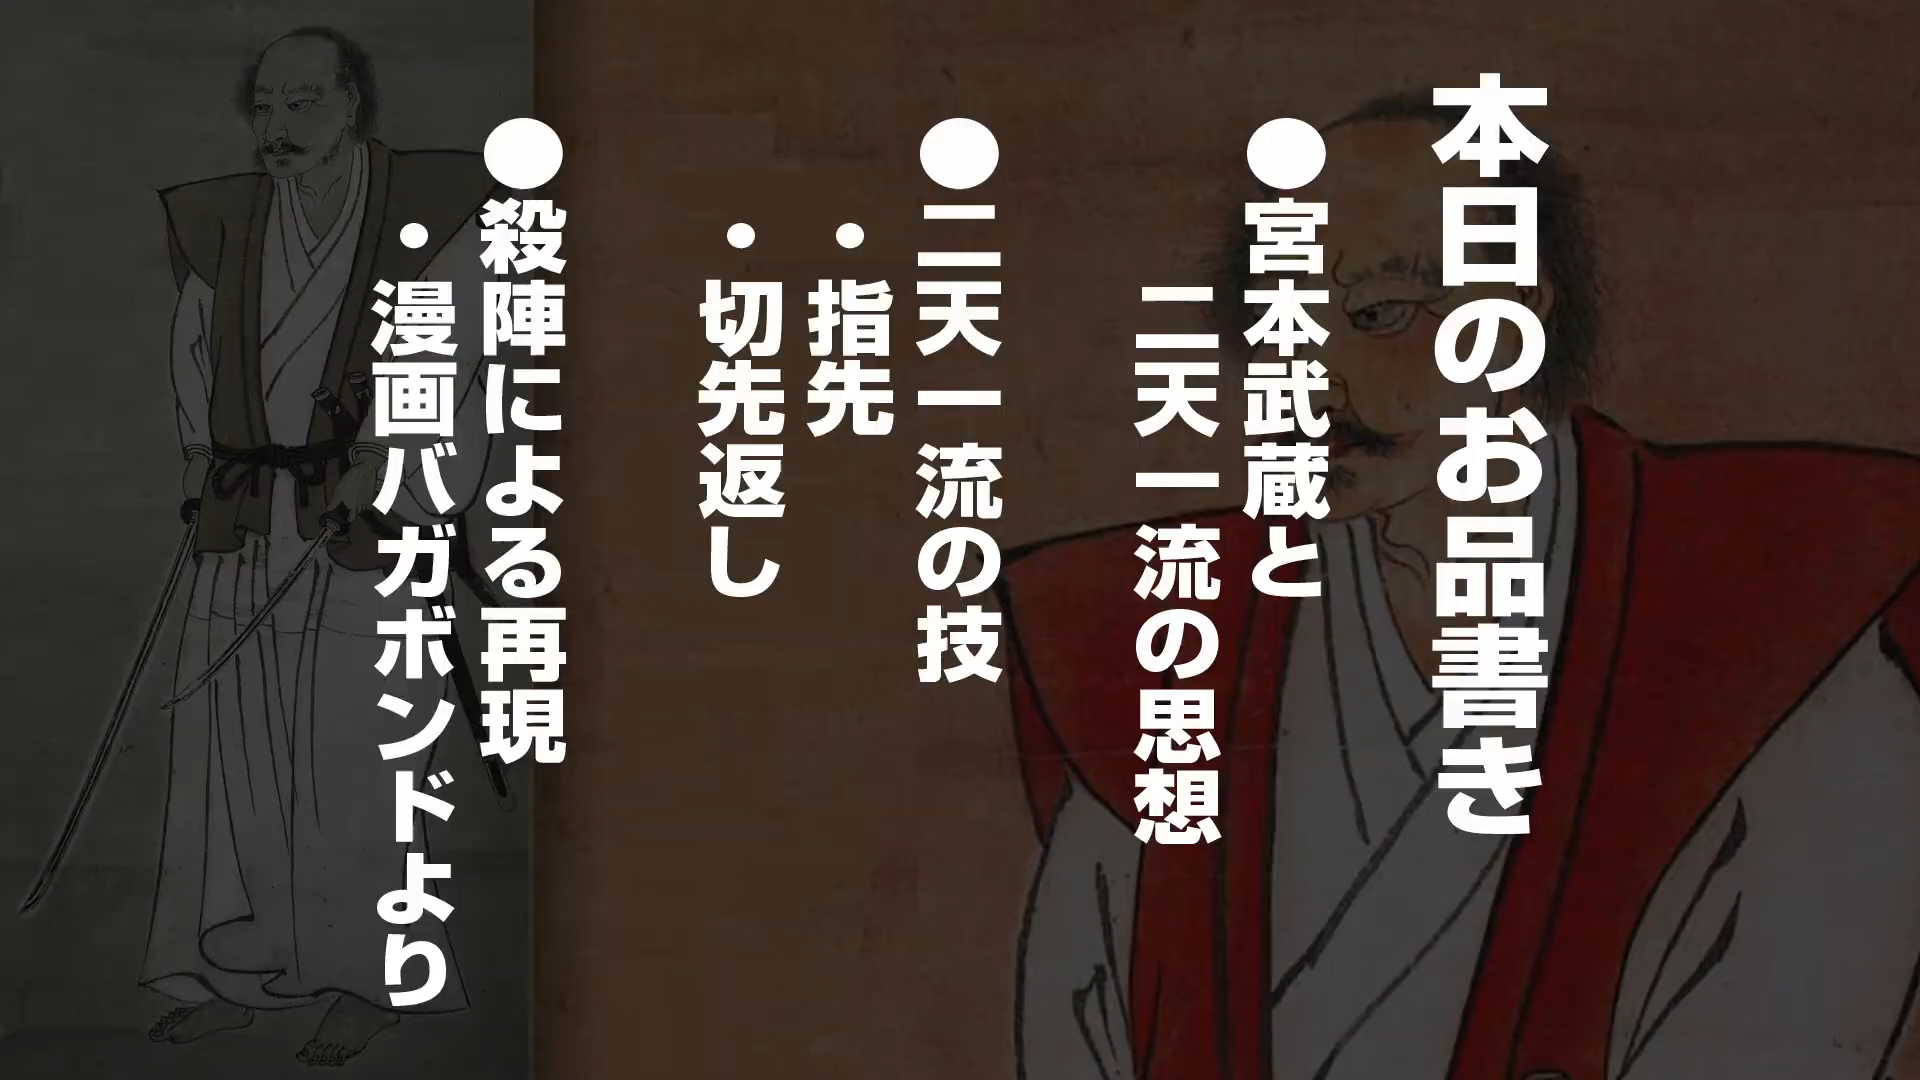 本日のお品書き
●宮本武蔵と
二天一流の思想
●二天一流の技
・指先
・切先返し
●殺陣による再現
・漫画バガボンドより